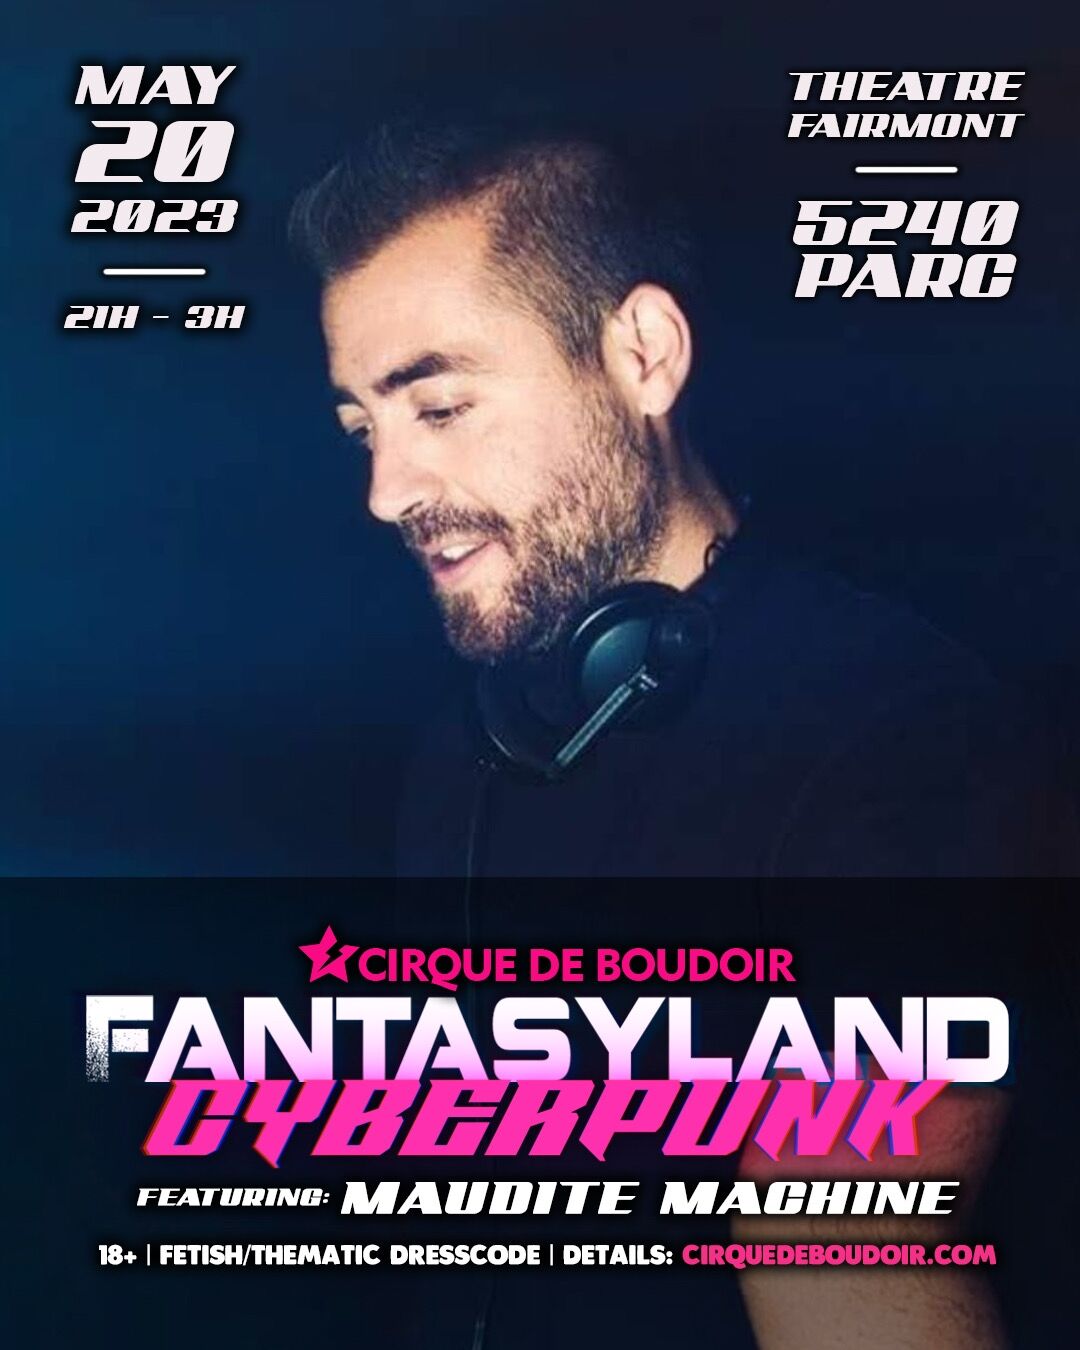 MAY
20
2023
21H - 3H
THEATRE
FAIRMONT
5240
PARC
CIRQUE DE BOUDOIR
FANTASYLAND
CYBERPUNK
FEATURING: MAUDITE MACHINE
18+ | FETISH/THEMATIC DRESSCODE | DETAILS: CIRQUEDEBOUDOIR.COM